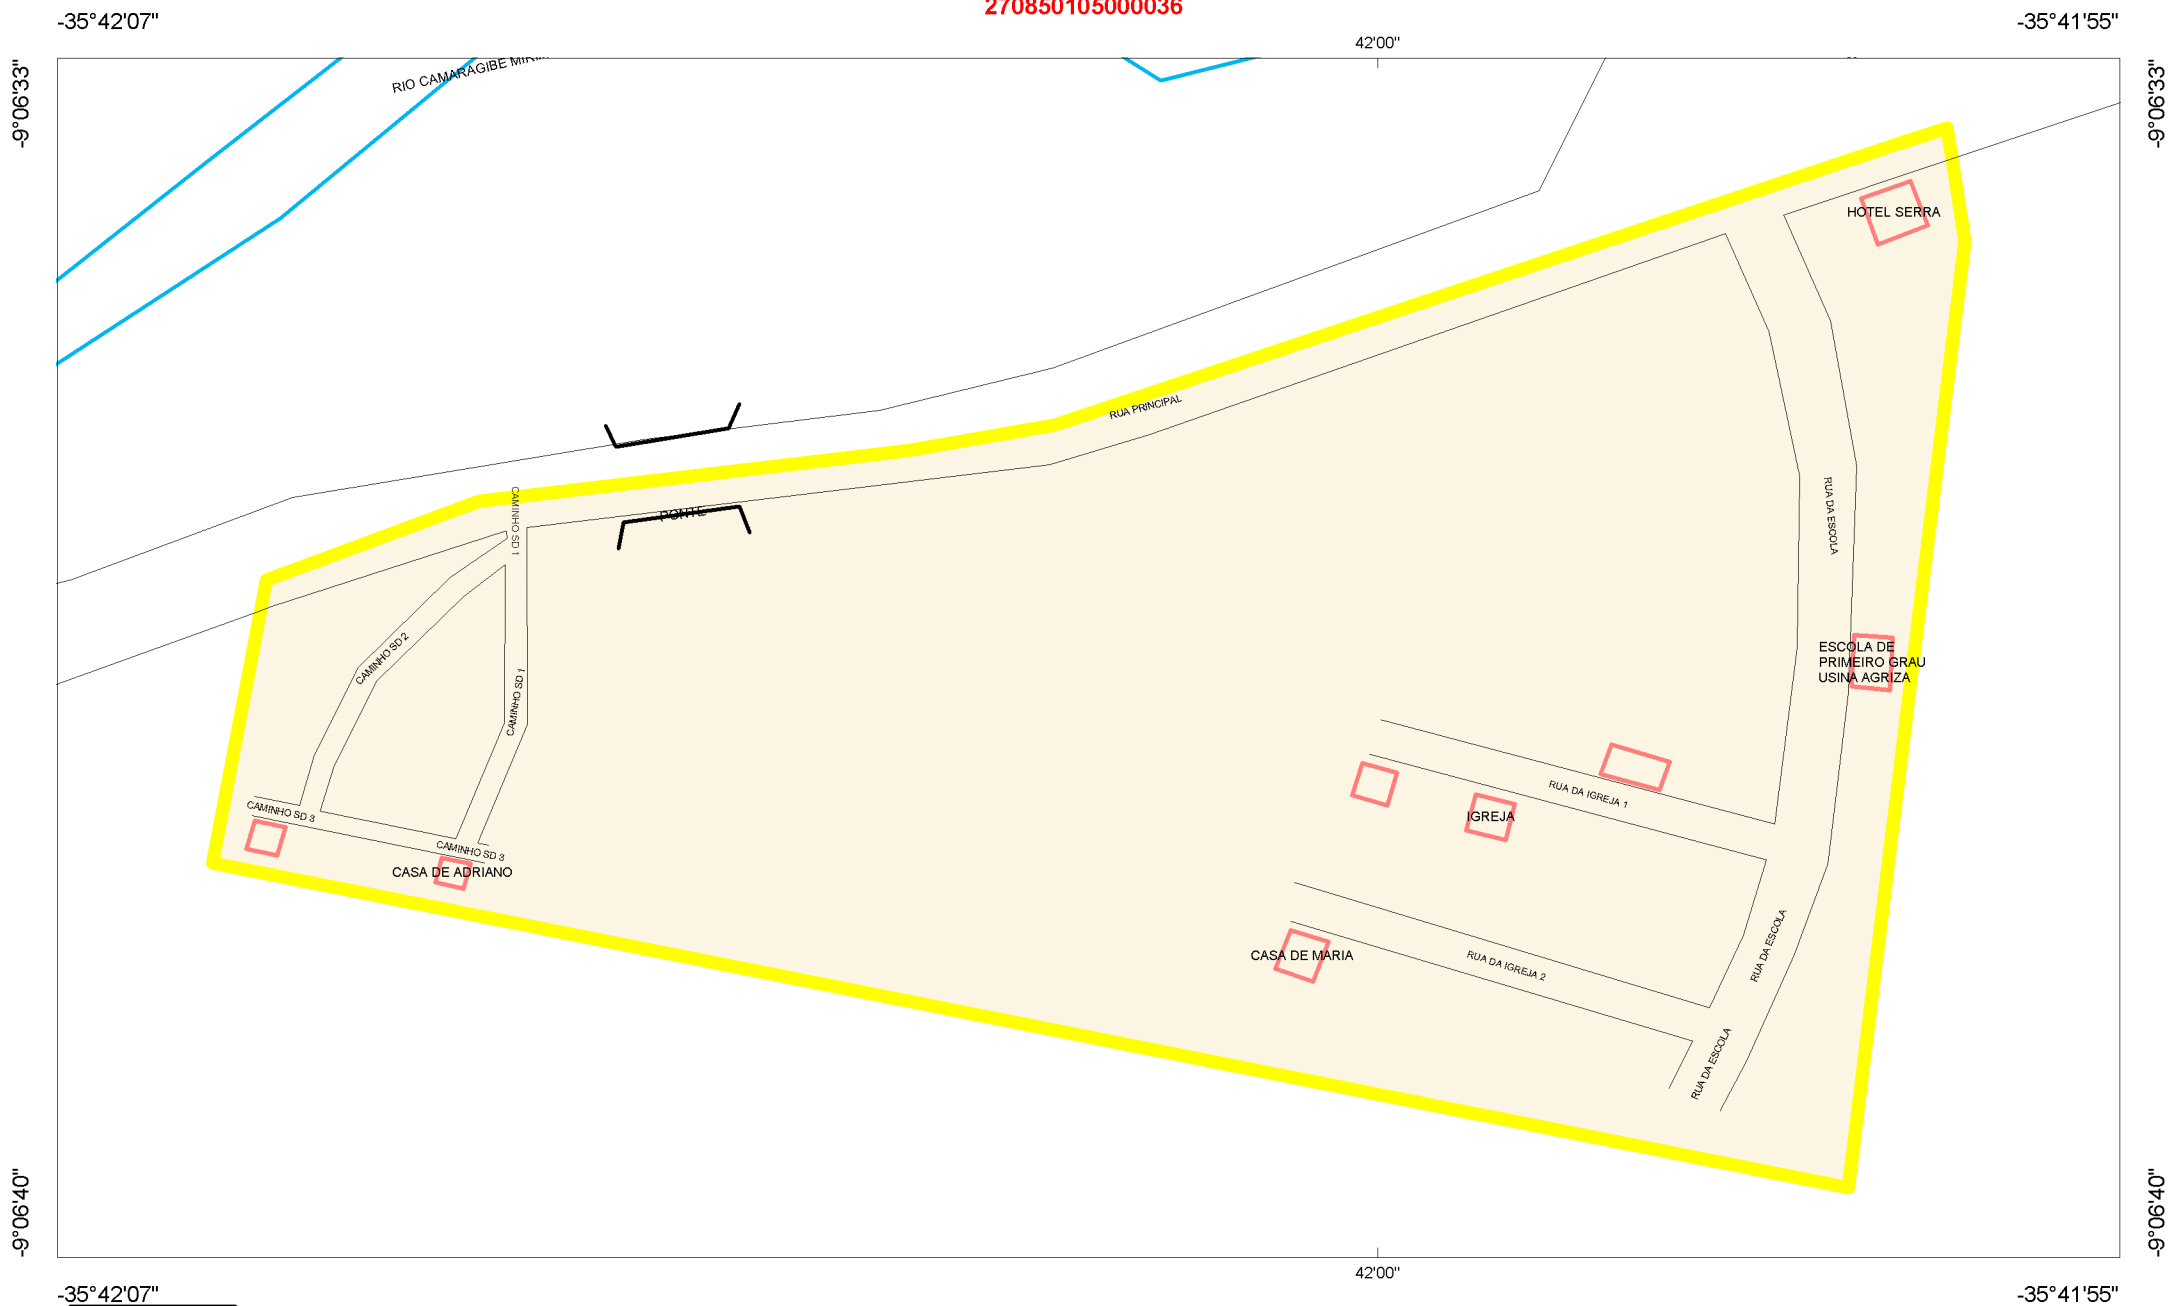 270850105000036
-35°42'07"
-35°41'55"
42'00"
-9°06'33"
-9°06'33"
RIO CAMARAGIBE MIRIM
HOTEL SERRA
RUA PRINCIPAL
CAMINHO SD 1
PONTE
RUA DA ESCOLA
CAMINHO SD 2
CAMINHO SD 1
ESCOLA DE
PRIMEIRO GRAU
USINA AGRIZA
RUA DA IGREJA 1
CAMINHO SD 3
IGREJA
CAMINHO SD 3
CASA DE ADRIANO
RUA DA ESCOLA
CASA DE MARIA
RUA DA IGREJA 2
RUA DA ESCOLA
-9°06'40"
-9°06'40"
42'00"
-35°42'07"
-35°41'55"